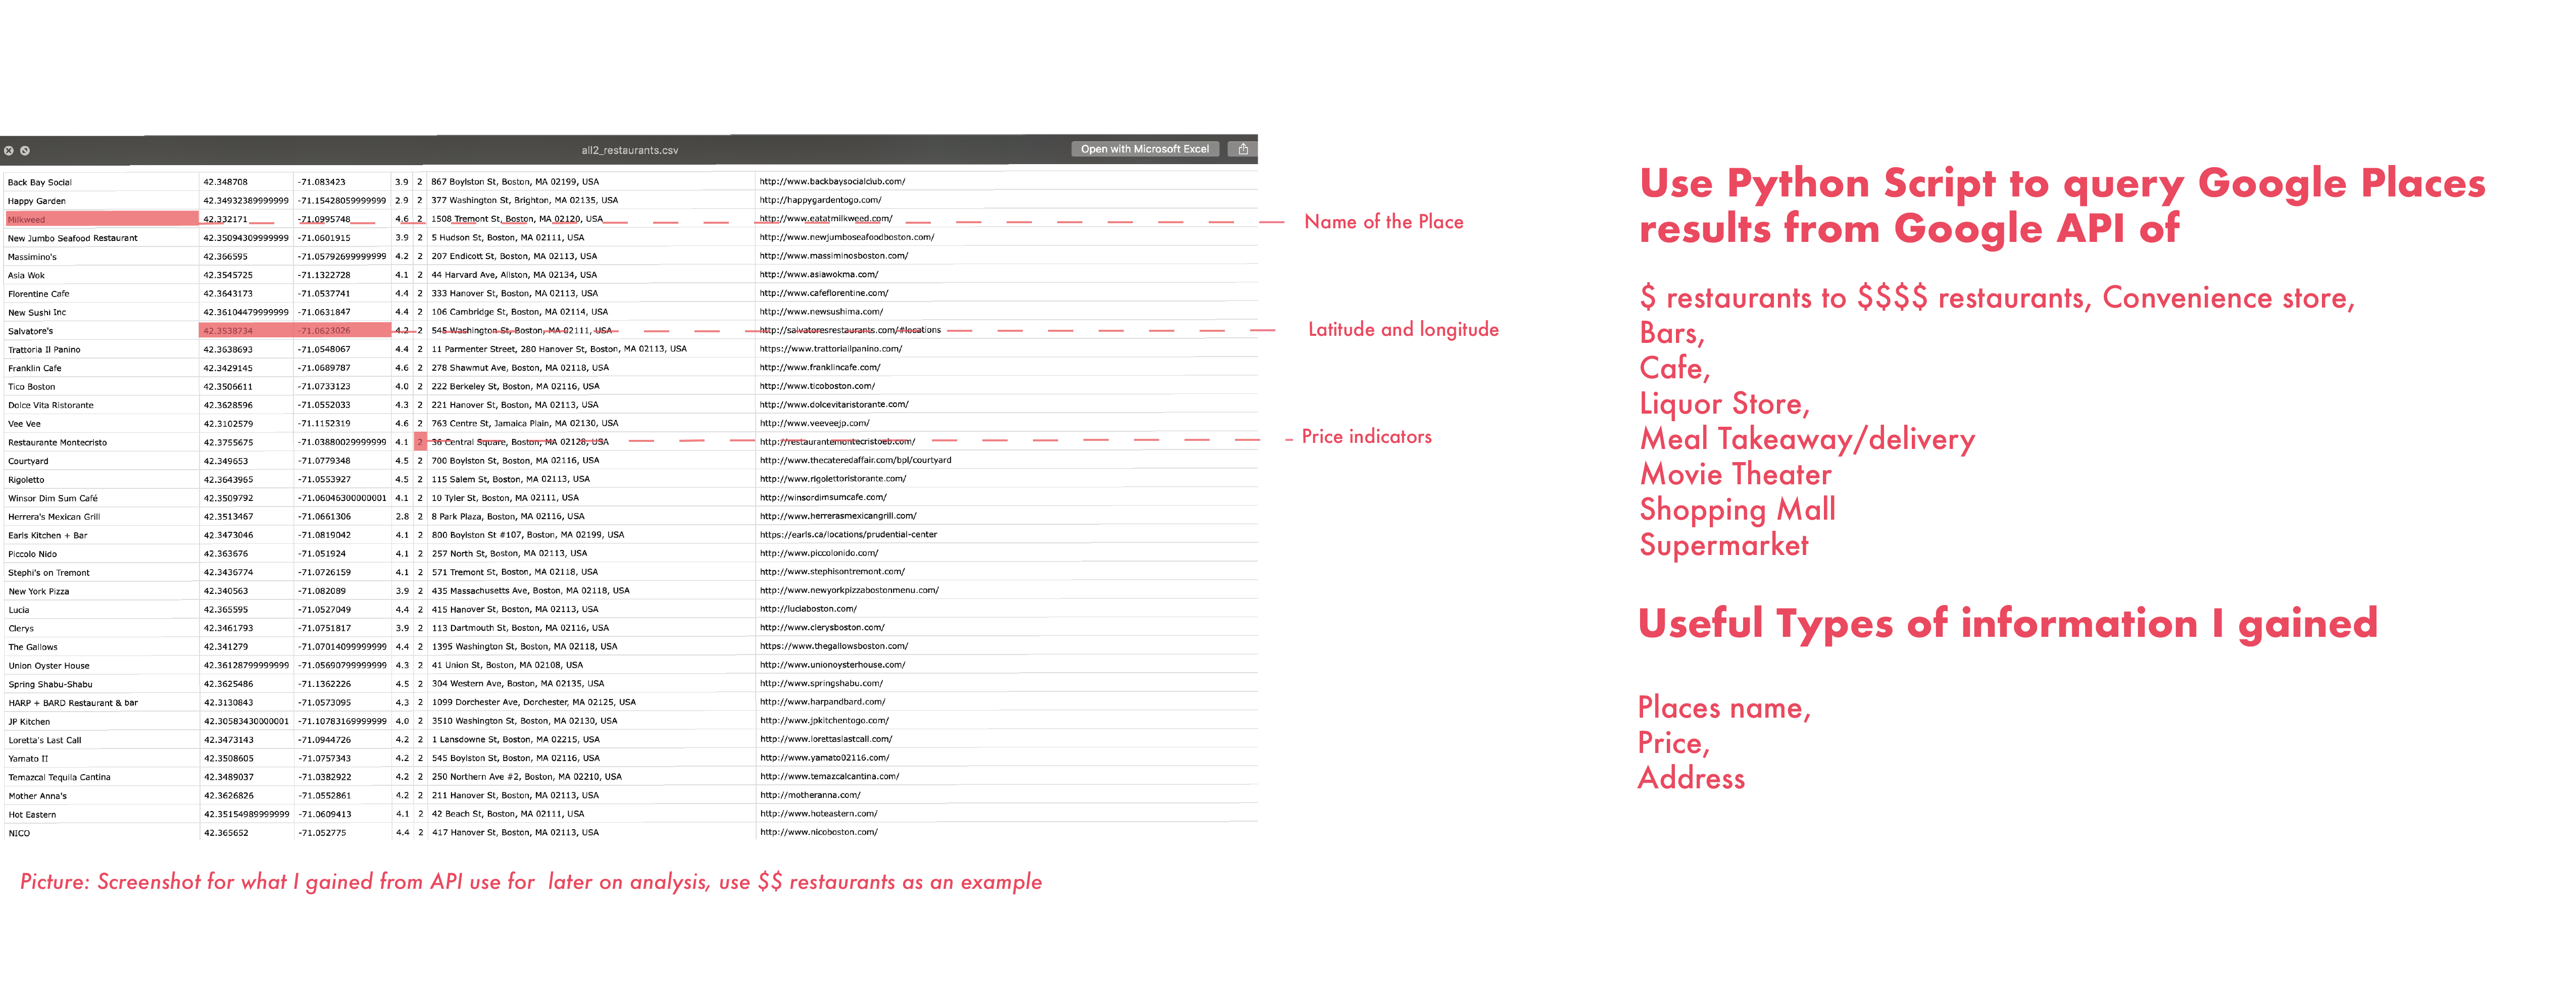 all2_restaurants.csv
Open with Microsoft Excel
Back Bay Social 42.348708 -71.083423 3.9 2 867 Boylston St, Boston, MA 02199, USA http://www.backbaysocialclub.com/
Happy Garden 42.34932389999999 -71.15428059999999 2.9 2 377 Washington St, Brighton, MA 02135, USA http://happygardentogo.com/
Milkweed 42.332171 -71.0995748 4.6 2 1508 Tremont St, Boston, MA 02120, USA http://www.eatatmilkweed.com/
New Jumbo Seafood Restaurant 42.35094309999999 -71.0601915 3.9 2 5 Hudson St, Boston, MA 02111, USA http://www.newjumboseafoodboston.com/
Massimino's 42.366595 -71.05792699999999 4.2 2 207 Endicott St, Boston, MA 02113, USA http://www.massiminosboston.com/
Asia Wok 42.3545725 -71.1322728 4.1 2 44 Harvard Ave, Allston, MA 02134, USA http://www.asiawokma.com/
Florentine Cafe 42.3643173 -71.0537741 4.4 2 333 Hanover St, Boston, MA 02113, USA http://www.cafeflorentine.com/
New Sushi Inc 42.36104479999999 -71.0631847 4.4 2 106 Cambridge St, Boston, MA 02114, USA http://www.newsushima.com/
Salvatore's 42.3538734 -71.0623026 4.2 2 545 Washington St, Boston, MA 02111, USA http://salvatoresrestaurants.com/#locations
Trattoria Il Panino 42.3638693 -71.0548067 4.4 2 11 Parmenter Street, 280 Hanover St, Boston, MA 02113, USA https://www.trattoriailpanino.com/
Franklin Cafe 42.3429145 -71.0689787 4.6 2 278 Shawmut Ave, Boston, MA 02118, USA http://www.franklincafe.com/
Tico Boston 42.3506611 -71.0733123 4.0 2 222 Berkeley St, Boston, MA 02116, USA http://www.ticoboston.com/
Dolce Vita Ristorante 42.3628596 -71.0552033 4.3 2 221 Hanover St, Boston, MA 02113, USA http://www.dolcevitaristorante.com/
Vee Vee 42.3102579 -71.1152319 4.6 2 763 Centre St, Jamaica Plain, MA 02130, USA http://www.veeveejp.com/
Restaurante Montecristo 42.3755675 -71.03880029999999 4.1 2 36 Central Square, Boston, MA 02128, USA http://restaurantemontecristoeb.com/
Courtyard 42.349653 -71.0779348 4.5 2 700 Boylston St, Boston, MA 02116, USA http://www.thecateredaffair.com/bpl/courtyard
Rigoletto 42.3643965 -71.0553927 4.5 2 115 Salem St, Boston, MA 02113, USA http://www.rigolettoristorante.com/
Winsor Dim Sum Café 42.3509792 -71.06046300000001 4.1 2 10 Tyler St, Boston, MA 02111, USA http://winsordimsumcafe.com/
Herrera's Mexican Grill 42.3513467 -71.0661306 2.8 2 8 Park Plaza, Boston, MA 02116, USA http://www.herrerasmexicangrill.com/
Earls Kitchen + Bar 42.3473046 -71.0819042 4.1 2 800 Boylston St #107, Boston, MA 02199, USA https://earls.ca/locations/prudential-center
Piccolo Nido 42.363676 -71.051924 4.1 2 257 North St, Boston, MA 02113, USA http://www.piccolonido.com/
Stephi's on Tremont 42.3436774 -71.0726159 4.1 2 571 Tremont St, Boston, MA 02118, USA http://www.stephisontremont.com/
New York Pizza 42.340563 -71.082089 3.9 2 435 Massachusetts Ave, Boston, MA 02118, USA http://www.newyorkpizzabostonmenu.com/
Lucia 42.365595 -71.0527049 4.4 2 415 Hanover St, Boston, MA 02113, USA http://luciaboston.com/
Clerys 42.3461793 -71.0751817 3.9 2 113 Dartmouth St, Boston, MA 02116, USA http://www.clerysboston.com/
The Gallows 42.341279 -71.07014099999999 4.4 2 1395 Washington St, Boston, MA 02118, USA https://www.thegallowsboston.com/
Union Oyster House 42.36128799999999 -71.05690799999999 4.3 2 41 Union St, Boston, MA 02108, USA http://www.unionoysterhouse.com/
Spring Shabu-Shabu 42.3625486 -71.1362226 4.5 2 304 Western Ave, Boston, MA 02135, USA http://www.springshabu.com/
HARP + BARD Restaurant & bar 42.3130843 -71.0573095 4.3 2 1099 Dorchester Ave, Dorchester, MA 02125, USA http://www.harpandbard.com/
JP Kitchen 42.30583430000001 -71.10783169999999 4.0 2 3510 Washington St, Boston, MA 02130, USA http://www.jpkitchentogo.com/
Loretta's Last Call 42.3473143 -71.0944726 4.2 2 1 Lansdowne St, Boston, MA 02215, USA http://www.lorettaslastcall.com/
Yamato II 42.3508605 -71.0757343 4.2 2 545 Boylston St, Boston, MA 02116, USA http://www.yamato02116.com/
Temazcal Tequila Cantina 42.3489037 -71.0382922 4.2 2 250 Northern Ave #2, Boston, MA 02210, USA http://www.temazcalcantina.com/
Mother Anna's 42.3626826 -71.0552861 4.2 2 211 Hanover St, Boston, MA 02113, USA http://motheranna.com/
Hot Eastern 42.35154989999999 -71.0609413 4.1 2 42 Beach St, Boston, MA 02111, USA http://www.hoteastern.com/
NICO 42.365652 -71.052775 4.4 2 417 Hanover St, Boston, MA 02113, USA http://www.nicoboston.com/
Name of the Place
Latitude and longitude
Price indicators
Picture: Screenshot for what I gained from API use for later on analysis, use $$ restaurants as an example
Use Python Script to query Google Places
results from Google API of
$ restaurants to $$$$ restaurants, Convenience store,
Bars,
Cafe,
Liquor Store,
Meal Takeaway/delivery
Movie Theater
Shopping Mall
Supermarket
Useful Types of information I gained
Places name,
Price,
Address